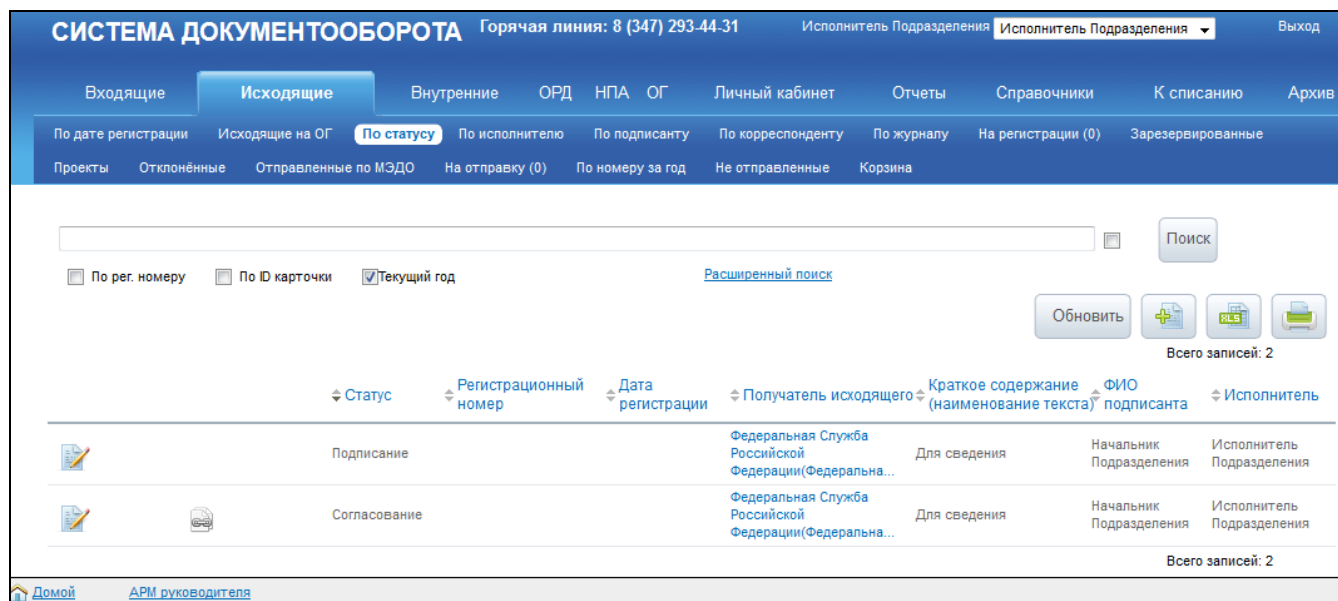 СИСТЕМА ДОКУМЕНТООБОРОТА Горячая линия: 8 (347) 293-44-31 Исполнитель Подразделения Исполнитель Подразделения Выход
Входящие Исходящие Внутренние ОРД НПА ОГ Личный кабинет Отчеты Справочники К списанию Архив
По дате регистрации Исходящие на ОГ По статусу По исполнителю По подписанту По корреспонденту По журналу На регистрации (0) Зарезервированные
Проекты Отклонённые Отправленные по МЭДО На отправку (0) По номеру за год Не отправленные Корзина
Поиск
По рег. номеру По ID карточки Текущий год Расширенный поиск
Обновить XLS
Всего записей: 2
Статус Регистрационный номер Дата регистрации Получатель исходящего Краткое содержание (наименование текста) ФИО подписанта Исполнитель
Федеральная Служба
Подписание Российской Для сведения Начальник Подразделения Исполнитель Подразделения
Федерации(Федеральна...
Федеральная Служба
Согласование Российской Для сведения Начальник Подразделения Исполнитель Подразделения
Федерации(Федеральна...
Всего записей: 2
Домой АРМ руководителя